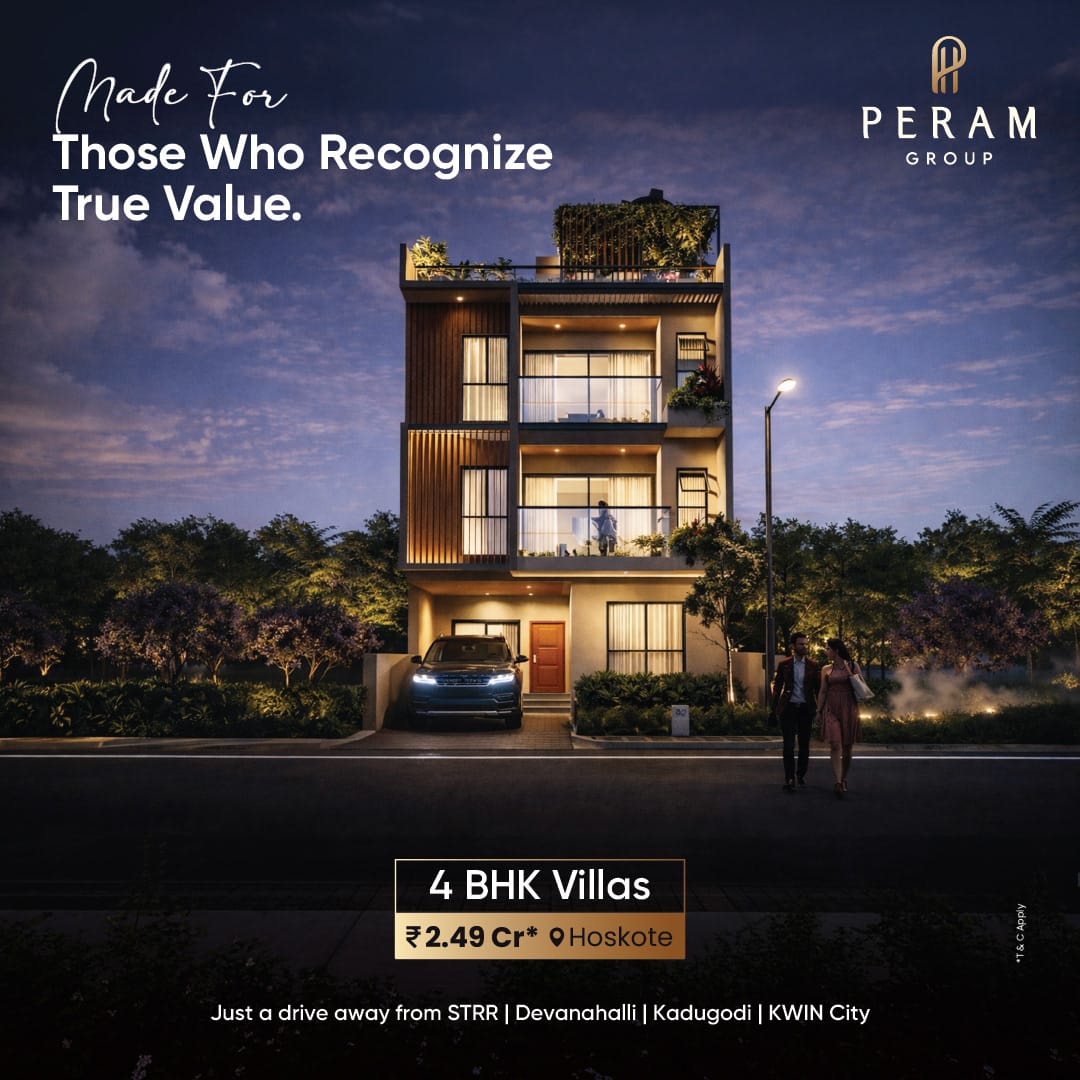 Made For
Those Who Recognize
True Value.
PERAM
GROUP
4 BHK Villas
₹2.49 Cr* Hoskote
*T & C Apply
Just a drive away from STRR | Devanahalli | Kadugodi | KWIN City